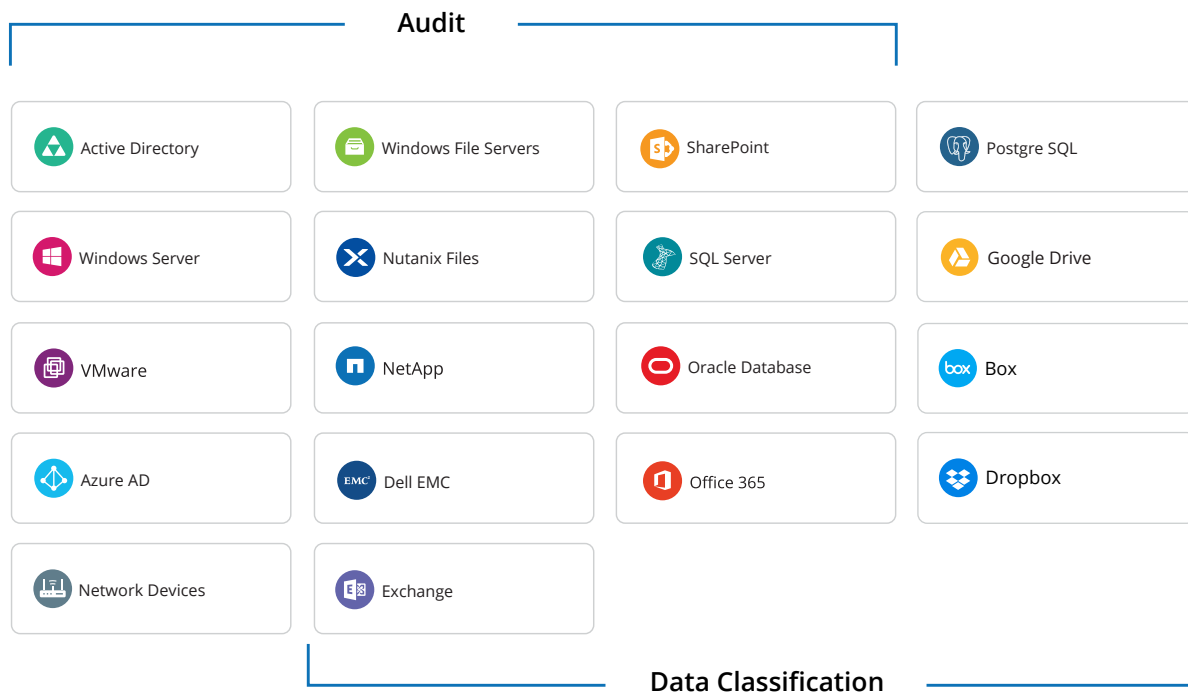 Audit
Active Directory
Windows File Servers
S
SharePoint
Postgre SQL
Windows Server
Nutanix Files
SQL Server
Google Drive
VMware
NetApp
Oracle Database
box
Box
Azure AD
EMC²
Dell EMC
Office 365
Dropbox
Network Devices
E
Exchange
Data Classification